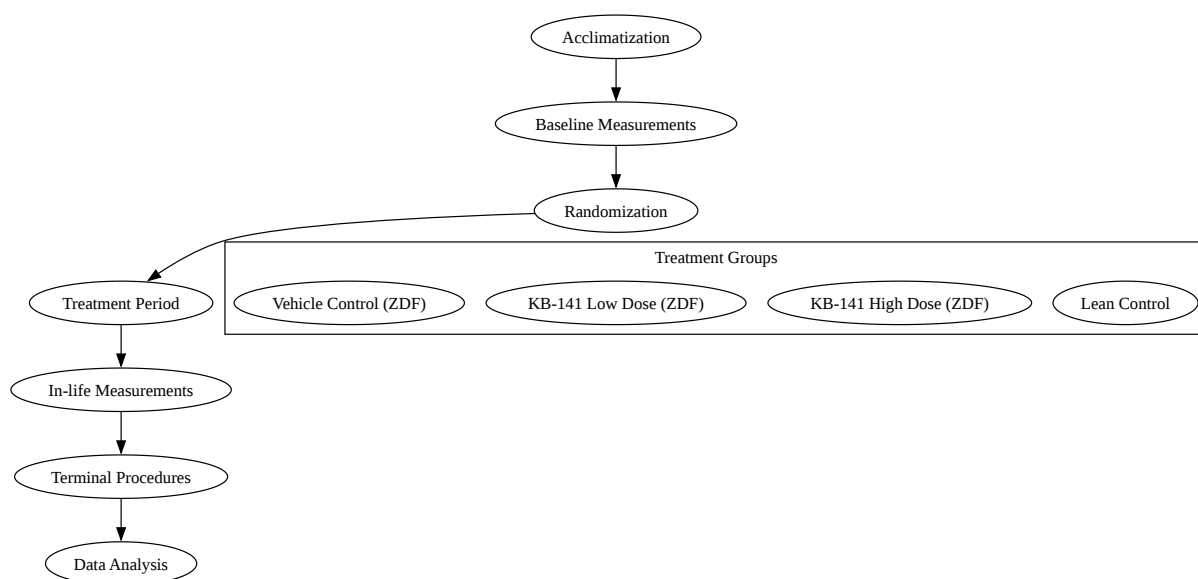 Acclimatization
Baseline Measurements
Randomization
Treatment Groups
Treatment Period
Vehicle Control (ZDF)
KB-141 Low Dose (ZDF)
KB-141 High Dose (ZDF)
Lean Control
In-life Measurements
Terminal Procedures
Data Analysis